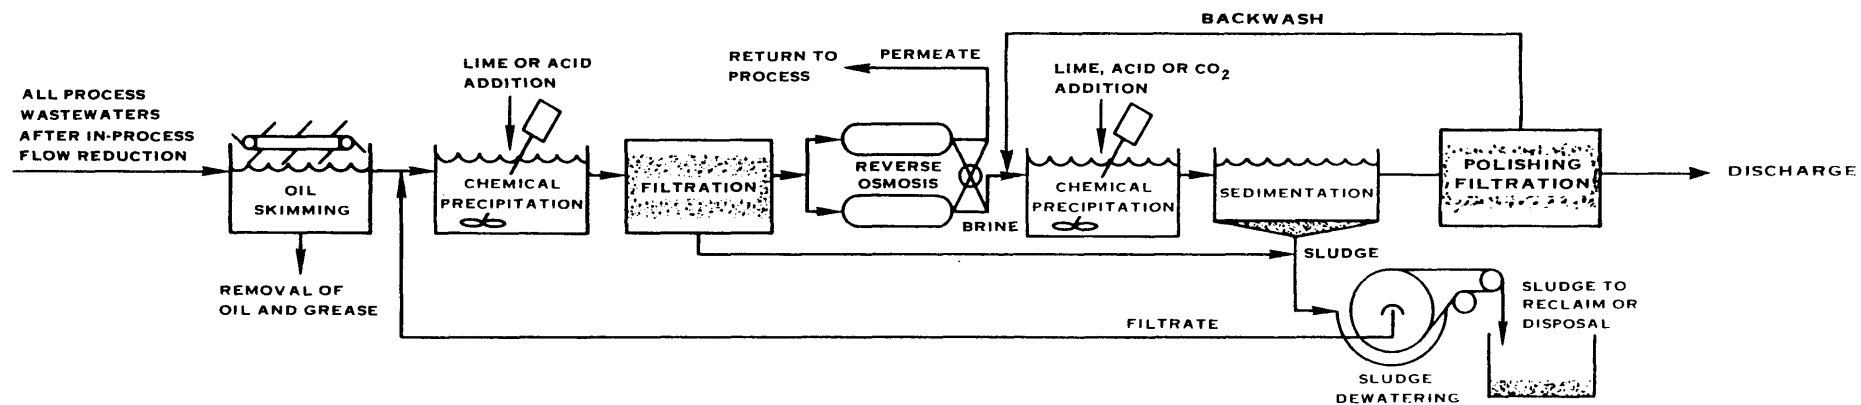 BACKWASH
LIME OR ACID
ADDITION
RETURN TO
PROCESS
PERMEATE
LIME, ACID OR CO2
ADDITION
ALL PROCESS
WASTEWATERS
AFTER IN-PROCESS
FLOW REDUCTION
OIL
SKIMMING
CHEMICAL
PRECIPITATION
FILTRATION
REVERSE
OSMOSIS
BRINE
CHEMICAL
PRECIPITATION
SEDIMENTATION
POLISHING
FILTRATION
DISCHARGE
REMOVAL OF
OIL AND GREASE
SLUDGE
FILTRATE
SLUDGE TO
RECLAIM OR
DISPOSAL
SLUDGE
DEWATERING